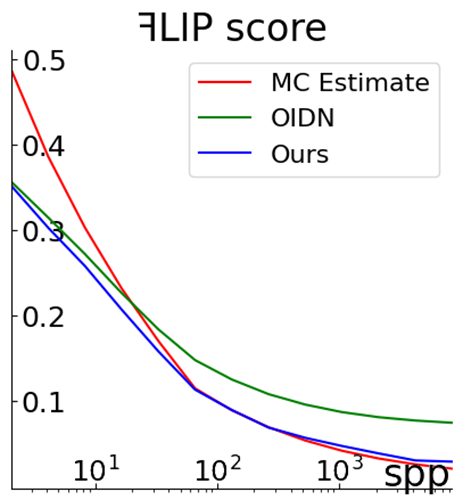 ꟻLIP score
0.5
MC Estimate
0.4
OIDN
Ours
0.3
0.2
0.1
10¹ 10² 10³ spp